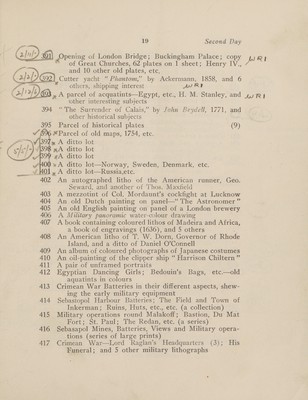 10 Second Day
391 Opening of London Bridge; Buckingham Palace; copy
of Great Churches, 62 plates on 1 sheet; Henry IV.,
and 10 other old plates, etc.
392 Cutter yacht "Phantom," by Ackermann, 1858, and 6
others, shipping interest
393 A parcel of acquatints—Egypt, etc., H. M. Stanley, and
other interesting subjects
394 "The Surrender of Calais," by John Boydell, 1771, and
other historical subjects
395 Parcel of historical plates (9)
396 Parcel of old maps, 1754, etc.
397 A ditto lot
398 A ditto lot
399 A ditto lot
400 A ditto lot—Norway, Sweden, Denmark, etc.
401 A ditto lot—Russia, etc.
402 An autographed litho of the American runner, Geo.
Seward, and another of Thos. Maxfield
403 A mezzotint of Col. Mordaunt's cockfight at Lucknow
404 An old Dutch painting on panel—"The Astronomer"
405 An old English painting on panel of a London brewery
406 A Military panoramic water-colour drawing
407 A book containing coloured lithos of Madeira and Africa,
a book of engravings (1636), and 5 others
408 An American litho of T. W. Dorr, Governor of Rhode
Island, and a ditto of Daniel O'Connell
409 An album of coloured photographs of Japanese costumes
410 An oil-painting of the clipper ship "Harrison Chiltern"
411 A pair of unframed portraits
412 Egyptian Dancing Girls; Bedouin's Bags, etc.—old
aquatints in colours
413 Crimean War Batteries in their different aspects, shew-
ing the early military equipment
414 Sebastopol Harbour Batteries; The Field and Town of
Inkerman; Ruins, Huts, etc., etc. (a collection)
415 Military operations round Malakoff; Bastion, Du Mat
Fort; St. Paul; The Redan, etc. (a series)
416 Sebasapol Mines, Batteries, Views and Military opera-
tions (series of large prints)
417 Crimean War—Lord Raglan's Headquarters (3); His
Funeral; and 5 other military lithographs